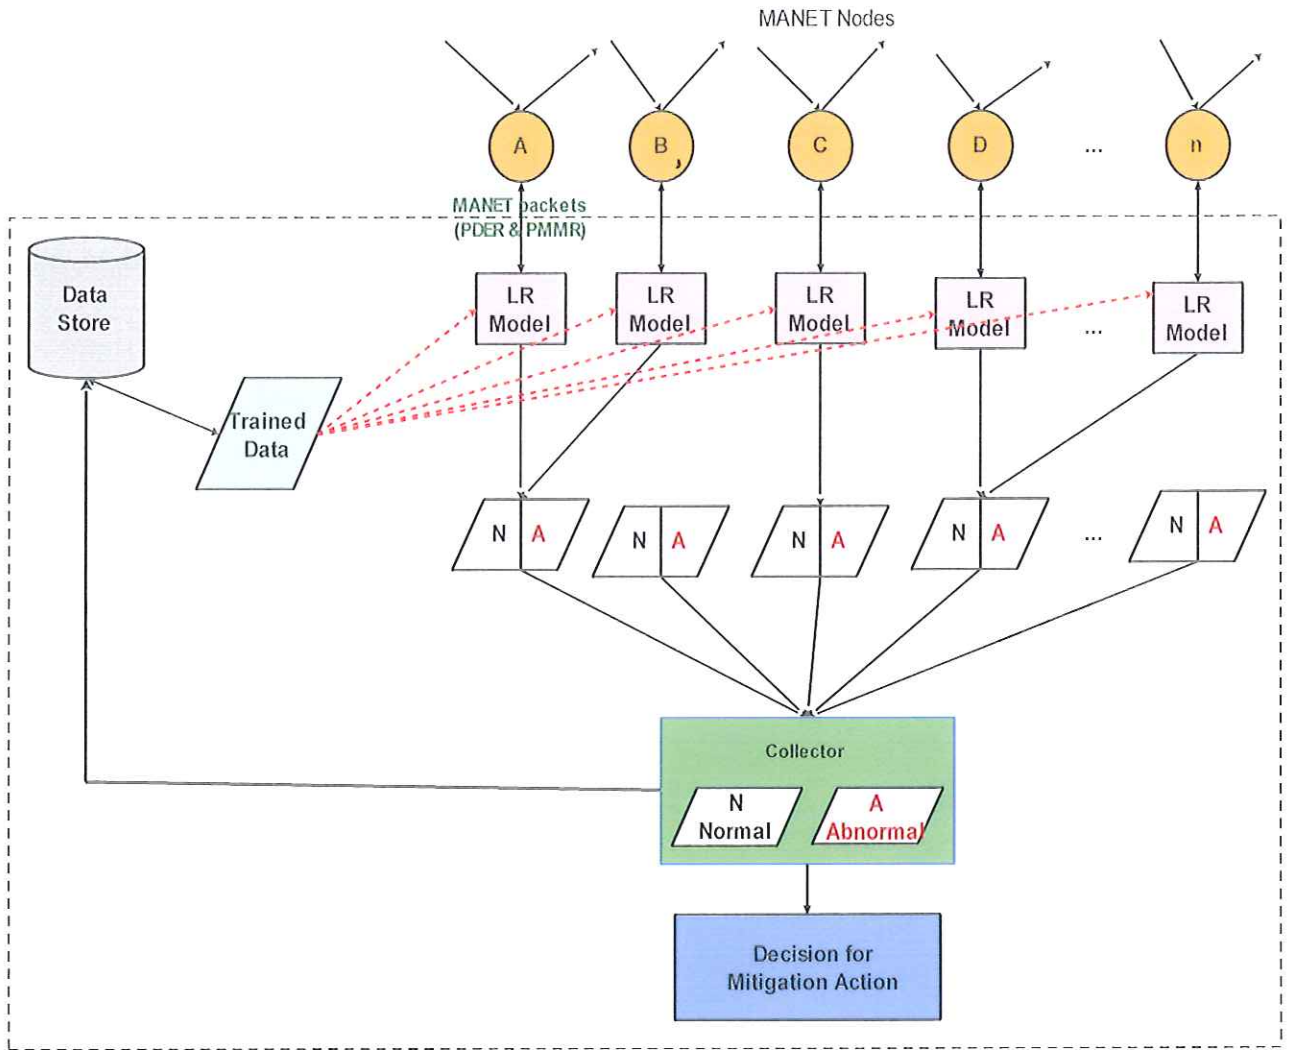 MANET Nodes
A
B,
C
D
...
n
MANET packets
(PDER & PMMR)
Data
Store
LR
Model
LR
Model
LR
Model
LR
Model
...
LR
Model
Trained
Data
N A
N A
N A
N A
...
N A
Collector
N
Normal
A
Abnormal
Decision for
Mitigation Action